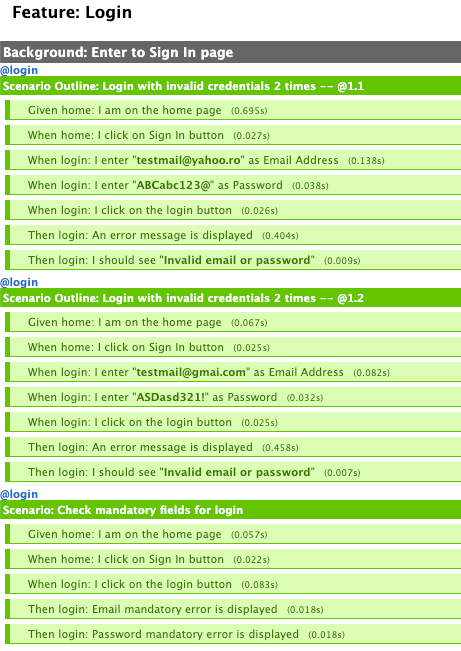 Feature: Login
Background: Enter to Sign In page
@login
Scenario Outline: Login with invalid credentials 2 times -- @1.1
Given home: I am on the home page (0.695s)
When home: I click on Sign In button (0.027s)
When login: I enter "testmail@yahoo.ro" as Email Address (0.138s)
When login: I enter "ABCabc123@" as Password (0.038s)
When login: I click on the login button (0.026s)
Then login: An error message is displayed (0.404s)
Then login: I should see "Invalid email or password" (0.009s)
@login
Scenario Outline: Login with invalid credentials 2 times -- @1.2
Given home: I am on the home page (0.067s)
When home: I click on Sign In button (0.025s)
When login: I enter "testmail@gmai.com" as Email Address (0.082s)
When login: I enter "ASDasd321!" as Password (0.032s)
When login: I click on the login button (0.025s)
Then login: An error message is displayed (0.458s)
Then login: I should see "Invalid email or password" (0.007s)
@login
Scenario: Check mandatory fields for login
Given home: I am on the home page (0.057s)
When home: I click on Sign In button (0.022s)
When login: I click on the login button (0.083s)
Then login: Email mandatory error is displayed (0.018s)
Then login: Password mandatory error is displayed (0.018s)